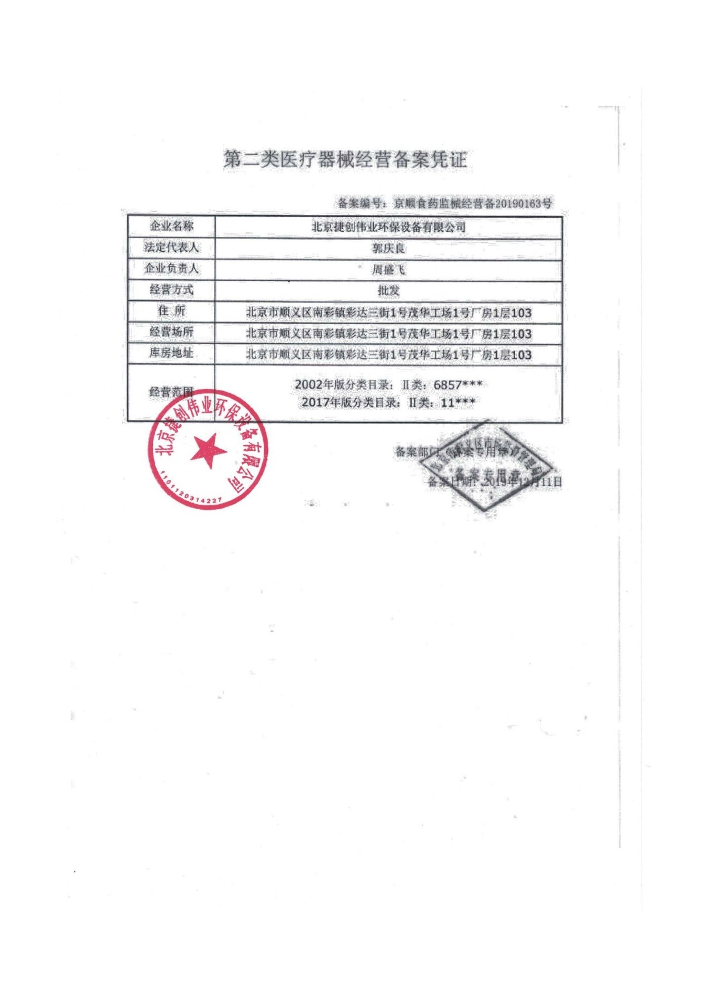 第二类医疗器械经营备案凭证
备案编号：京顺食药监械经营备20190163号
企业名称 北京捷创伟业环保设备有限公司
法定代表人 郭庆良
企业负责人 周盛飞
经营方式 批发
住 所 北京市顺义区南彩镇彩达三街1号茂华工场1号厂房1层103
经营场所 北京市顺义区南彩镇彩达三街1号茂华工场1号厂房1层103
库房地址 北京市顺义区南彩镇彩达三街1号茂华工场1号厂房1层103
经营范围 2002年版分类目录：Ⅱ类：6857***
2017年版分类目录：Ⅱ类：11***
北京捷创伟业环保设备有限公司
1101120314227
备案部门（备案专用章）
北京市顺义区市场监督管理局
备案专用章
备案日期：2019年12月11日